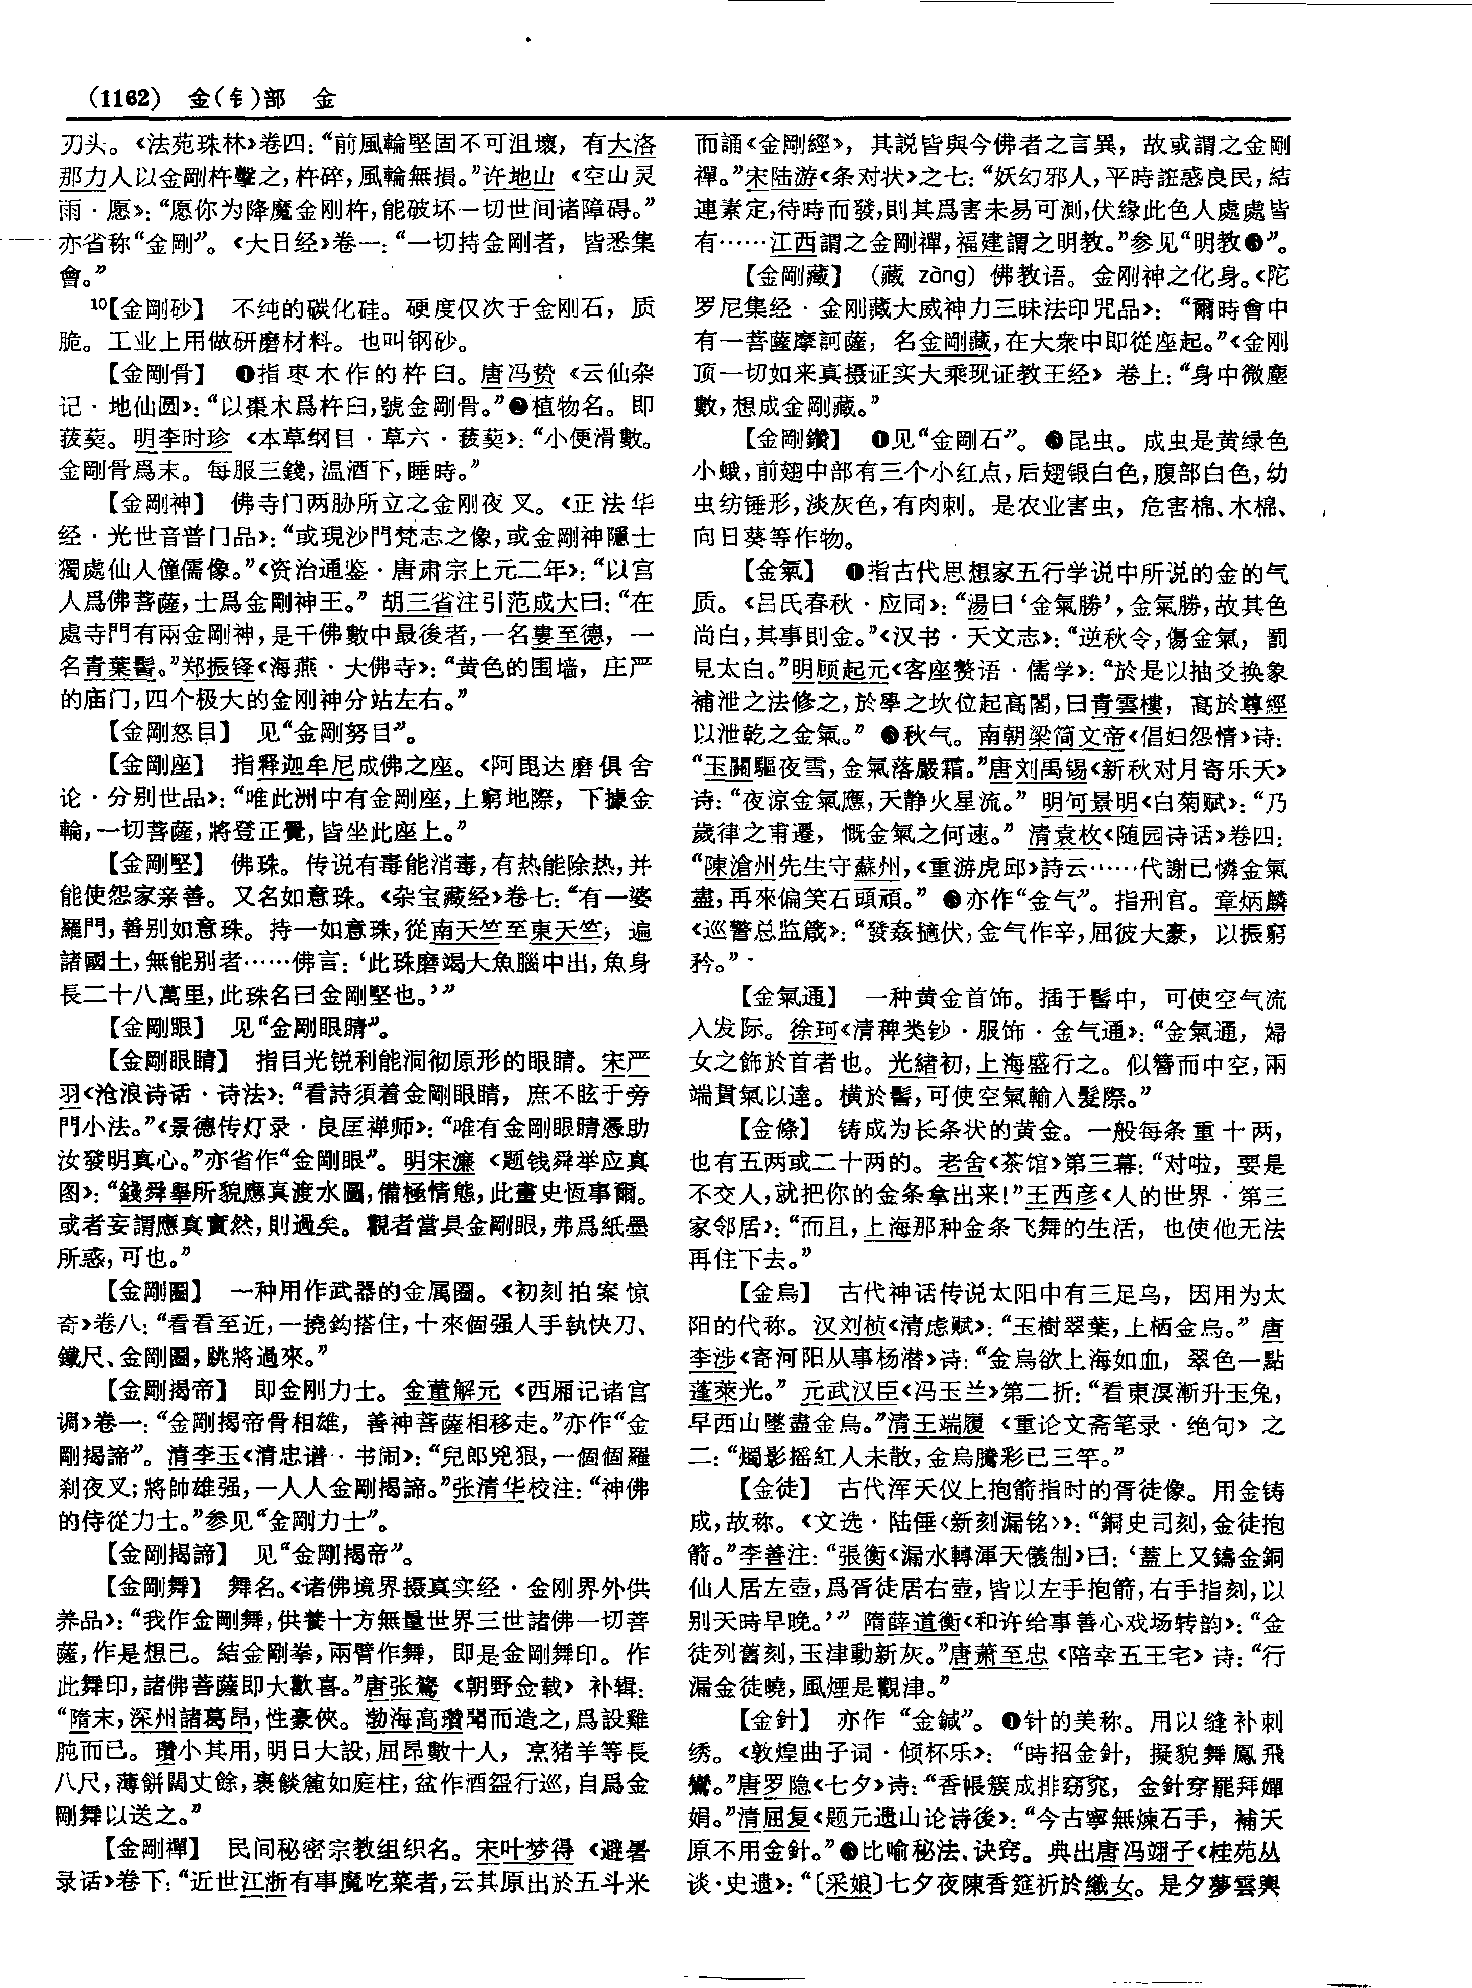 (1162) 金(钅)部 金
刃头。《法苑珠林》卷四：“前風輪堅固不可沮壞，有大洛
那力人以金剛杵擊之，杵碎，風輪無損。”许地山《空山灵
雨·愿》：“愿你为降魔金刚杵，能破坏一切世间诸障碍。”
亦省称“金剛”。《大日经》卷一：“一切持金剛者，皆悉集
會。”
¹⁰【金剛砂】 不纯的碳化硅。硬度仅次于金刚石，质
脆。工业上用做研磨材料。也叫钢砂。
【金剛骨】 ❶指枣木作的杵臼。唐冯贽《云仙杂
记·地仙圆》：“以棗木爲杵臼，號金剛骨。”❷植物名。即
菝葜。明李时珍《本草纲目·草六·菝葜》：“小便滑數。
金剛骨爲末。每服三錢，温酒下，睡時。”
【金剛神】 佛寺门两胁所立之金刚夜叉。《正法华
经·光世音普门品》：“或現沙門梵志之像，或金剛神隱士
獨處仙人僮儒像。”《资治通鉴·唐肃宗上元二年》：“以宫
人爲佛菩薩，士爲金剛神王。”胡三省注引范成大曰：“在
處寺門有兩金剛神，是千佛數中最後者，一名婁至德，一
名青葉髻。”郑振铎《海燕·大佛寺》：“黄色的围墙，庄严
的庙门，四个极大的金刚神分站左右。”
【金剛怒目】 见“金剛努目”。
【金剛座】 指释迦牟尼成佛之座。《阿毘达磨俱舍
论·分别世品》：“唯此洲中有金剛座，上窮地際，下據金
輪，一切菩薩，將登正覺，皆坐此座上。”
【金剛堅】 佛珠。传说有毒能消毒，有热能除热，并
能使怨家亲善。又名如意珠。《杂宝藏经》卷七：“有一婆
羅門，善别如意珠。持一如意珠，從南天竺至東天竺，遍
諸國土，無能别者……佛言：‘此珠磨竭大魚腦中出，魚身
長二十八萬里，此珠名曰金剛堅也。’”
【金剛眼】 见“金剛眼睛”。
【金剛眼睛】 指目光锐利能洞彻原形的眼睛。宋严
羽《沧浪诗话·诗法》：“看詩須着金剛眼睛，庶不眩于旁
門小法。”《景德传灯录·良匡禅师》：“唯有金剛眼睛憑助
汝發明真心。”亦省作“金剛眼”。明宋濂《题钱舜举应真
图》：“錢舜舉所貌應真渡水圖，備極情態，此畫史恆事爾。
或者妄謂應真實然，則過矣。觀者當具金剛眼，弗爲紙墨
所惑，可也。”
【金剛圈】 一种用作武器的金属圈。《初刻拍案惊
奇》卷八：“看看至近，一撓鈎搭住，十來個强人手執快刀、
鐵尺、金剛圈，跳將過來。”
【金剛揭帝】 即金刚力士。金董解元《西厢记诸宫
调》卷一：“金剛揭帝骨相雄，善神菩薩相移走。”亦作“金
剛揭諦”。清李玉《清忠谱·书闹》：“兒郎兇狠，一個個羅
刹夜叉；將帥雄强，一人人金剛揭諦。”张清华校注：“神佛
的侍從力士。”参见“金剛力士”。
【金剛揭諦】 见“金剛揭帝”。
【金剛舞】 舞名。《诸佛境界摄真实经·金刚界外供
养品》：“我作金剛舞，供養十方無量世界三世諸佛一切菩
薩，作是想已。結金剛拳，兩臂作舞，即是金剛舞印。作
此舞印，諸佛菩薩即大歡喜。”唐张鷟《朝野佥载》补辑：
“隋末，深州諸葛昂，性豪俠。渤海高瓚聞而造之，爲設雞
肫而已。瓚小其用，明日大設，屈昂數十人，烹猪羊等長
八尺，薄餅闊丈餘，裹餤麄如庭柱，盆作酒盌行巡，自爲金
剛舞以送之。”
【金剛禪】 民间秘密宗教组织名。宋叶梦得《避暑
录话》卷下：“近世江浙有事魔吃菜者，云其原出於五斗米
而誦《金剛經》，其説皆與今佛者之言異，故或謂之金剛
禪。”宋陆游《条对状》之七：“妖幻邪人，平時誑惑良民，結
連素定，待時而發，則其爲害未易可測，伏緣此色人處處皆
有……江西謂之金剛禪，福建謂之明教。”参见“明教❷”。
【金剛藏】 （藏 zàng）佛教语。金刚神之化身。《陀
罗尼集经·金刚藏大威神力三昧法印咒品》：“爾時會中
有一菩薩摩訶薩，名金剛藏，在大衆中即從座起。”《金刚
顶一切如来真摄证实大乘现证教王经》卷上：“身中微塵
數，想成金剛藏。”
【金剛鑽】 ❶见“金剛石”。❷昆虫。成虫是黄绿色
小蛾，前翅中部有三个小红点，后翅银白色，腹部白色，幼
虫纺锤形，淡灰色，有肉刺。是农业害虫，危害棉、木棉、
向日葵等作物。
【金氣】 ❶指古代思想家五行学说中所说的金的气
质。《吕氏春秋·应同》：“湯曰‘金氣勝’，金氣勝，故其色
尚白，其事則金。”《汉书·天文志》：“逆秋令，傷金氣，罰
見太白。”明顾起元《客座赘语·儒学》：“於是以抽爻换象
補泄之法修之，於學之坎位起高閣，曰青雲樓，高於尊經
以泄乾之金氣。”❷秋气。南朝梁简文帝《倡妇怨情》诗：
“玉關驅夜雪，金氣落嚴霜。”唐刘禹锡《新秋对月寄乐天》
诗：“夜涼金氣應，天静火星流。”明何景明《白菊赋》：“乃
歲律之甫遷，慨金氣之何速。”清袁枚《随园诗话》卷四：
“陳滄州先生守蘇州，《重游虎邱》詩云……代謝已憐金氣
盡，再來偏笑石頭頑。”❸亦作“金气”。指刑官。章炳麟
《巡警总监箴》：“發姦擿伏，金气作辛，屈彼大豪，以振窮
矜。”
【金氣通】 一种黄金首饰。插于髻中，可使空气流
入发际。徐珂《清稗类钞·服饰·金气通》：“金氣通，婦
女之飾於首者也。光緒初，上海盛行之。似簪而中空，兩
端貫氣以達。横於髻，可使空氣輸入髮際。”
【金條】 铸成为长条状的黄金。一般每条重十两，
也有五两或二十两的。老舍《茶馆》第三幕：“对啦，要是
不交人，就把你的金条拿出来！”王西彦《人的世界·第三
家邻居》：“而且，上海那种金条飞舞的生活，也使他无法
再住下去。”
【金烏】 古代神话传说太阳中有三足乌，因用为太
阳的代称。汉刘桢《清虑赋》：“玉樹翠葉，上栖金烏。”唐
李涉《寄河阳从事杨潜》诗：“金烏欲上海如血，翠色一點
蓬萊光。”元武汉臣《冯玉兰》第二折：“看東溟漸升玉兔，
早西山墜盡金烏。”清王端履《重论文斋笔录·绝句》之
二：“燭影摇紅人未散，金烏騰彩已三竿。”
【金徒】 古代浑天仪上抱箭指时的胥徒像。用金铸
成，故称。《文选·陆倕〈新刻漏铭〉》：“銅史司刻，金徒抱
箭。”李善注：“張衡《漏水轉渾天儀制》曰：‘蓋上又鑄金銅
仙人居左壺，爲胥徒居右壺，皆以左手抱箭，右手指刻，以
别天時早晚。’”隋薛道衡《和许给事善心戏场转韵》：“金
徒列舊刻，玉津動新灰。”唐萧至忠《陪幸五王宅》诗：“行
漏金徒曉，風煙是觀津。”
【金針】 亦作“金鍼”。❶针的美称。用以缝补刺
绣。《敦煌曲子词·倾杯乐》：“時招金針，擬貌舞鳳飛
鸞。”唐罗隐《七夕》诗：“香帳簇成排窈窕，金針穿罷拜嬋
娟。”清屈复《题元遗山论诗後》：“今古寧無煉石手，補天
原不用金針。”❷比喻秘法、诀窍。典出唐冯翊子《桂苑丛
谈·史遗》：“〔采娘〕七夕夜陳香筵祈於織女。是夕夢雲輿